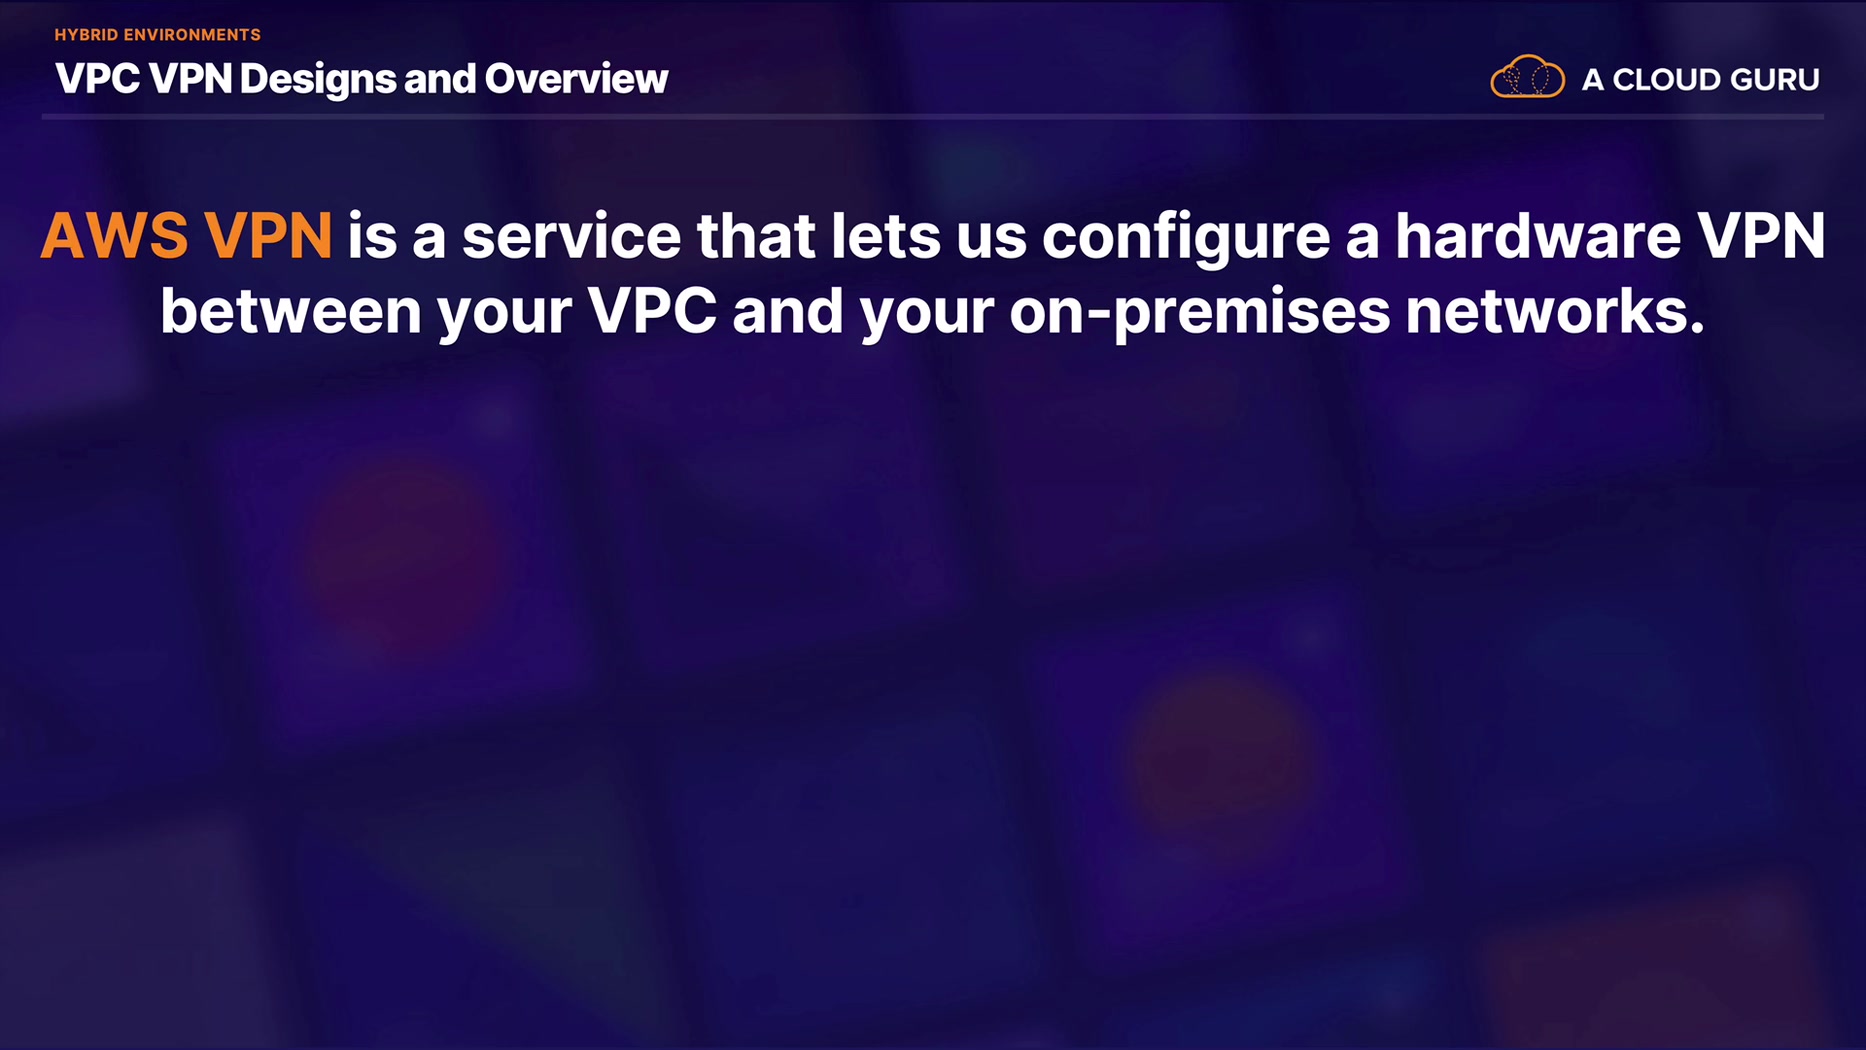 HYBRID ENVIRONMENTS
VPC VPN Designs and Overview
A CLOUD GURU
AWS VPN is a service that lets us configure a hardware VPN
between your VPC and your on-premises networks.